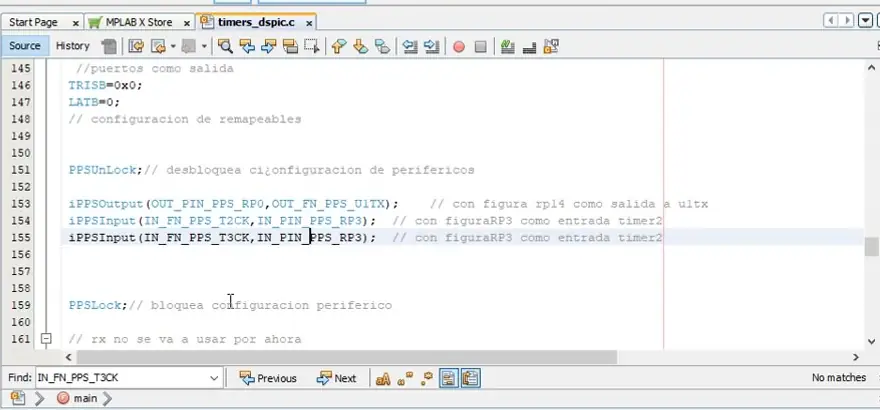 Start Page
MPLAB X Store
timers_dspic.c
Source
History
145 //puertos como salida
146 TRISB=0x0;
147 LATB=0;
148 // configuracion de remapeables
149
150
151 PPSUnLock;// desbloquea ci¿onfiguracion de perifericos
152
153 iPPSOutput(OUT_PIN_PPS_RP0,OUT_FN_PPS_U1TX); // con figura rp14 como salida a u1tx
154 iPPSInput(IN_FN_PPS_T2CK,IN_PIN_PPS_RP3); // con figuraRP3 como entrada timer2
155 iPPSInput(IN_FN_PPS_T3CK,IN_PIN_PPS_RP3); // con figuraRP3 como entrada timer2
156
157
158
159 PPSLock;// bloquea configuracion periferico
160
161 // rx no se va a usar por ahora
Find: IN_FN_PPS_T3CK
Previous
Next
No matches
main